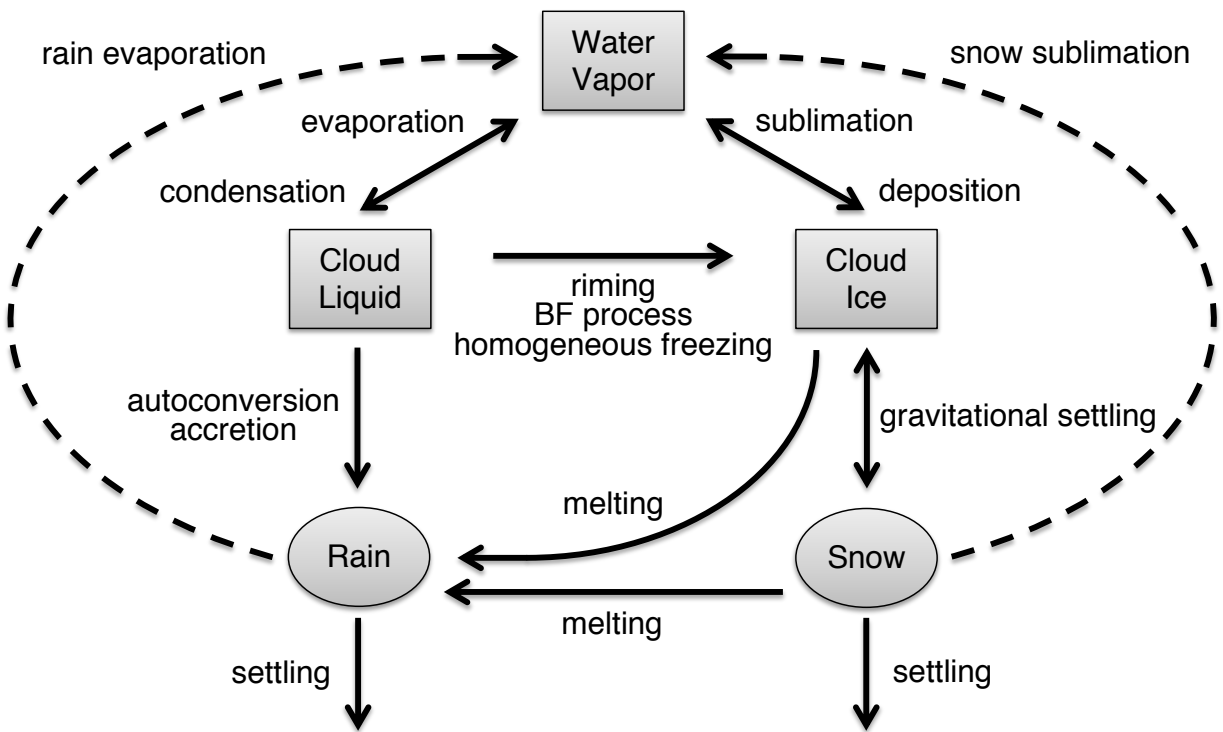 rain evaporation
Water
Vapor
snow sublimation
evaporation
sublimation
condensation
deposition
Cloud
Liquid
riming
BF process
homogeneous freezing
Cloud
Ice
autoconversion
accretion
gravitational settling
melting
Rain
Snow
melting
settling
settling